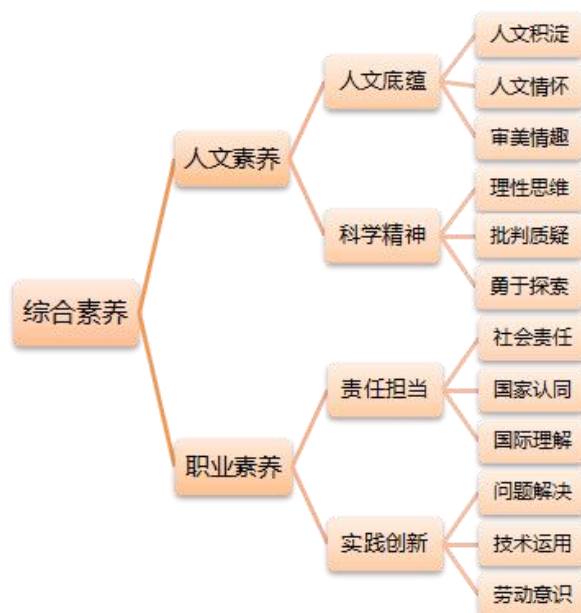 综合素养
人文素养
人文底蕴
人文积淀
人文情怀
审美情趣
科学精神
理性思维
批判质疑
勇于探索
职业素养
责任担当
社会责任
国家认同
国际理解
实践创新
问题解决
技术运用
劳动意识